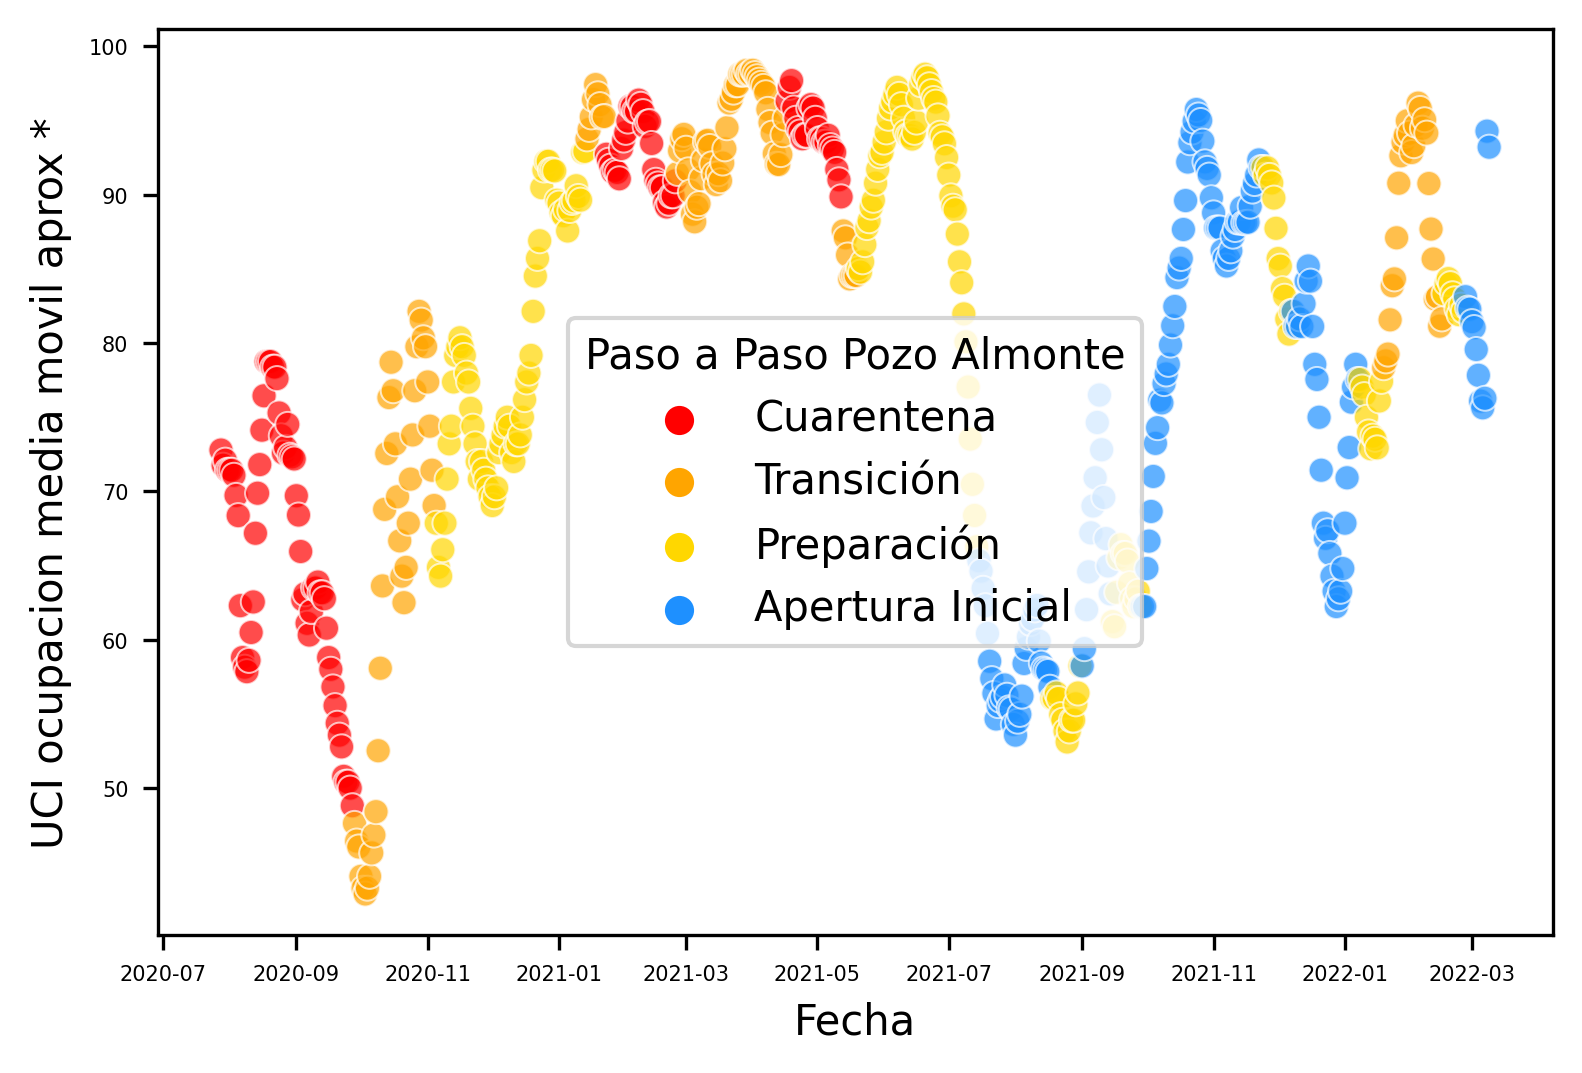 100
90
80
70
60
50
UCI ocupacion media movil aprox *
Paso a Paso Pozo Almonte
Cuarentena
Transición
Preparación
Apertura Inicial
2020-07 2020-09 2020-11 2021-01 2021-03 2021-05 2021-07 2021-09 2021-11 2022-01 2022-03
Fecha